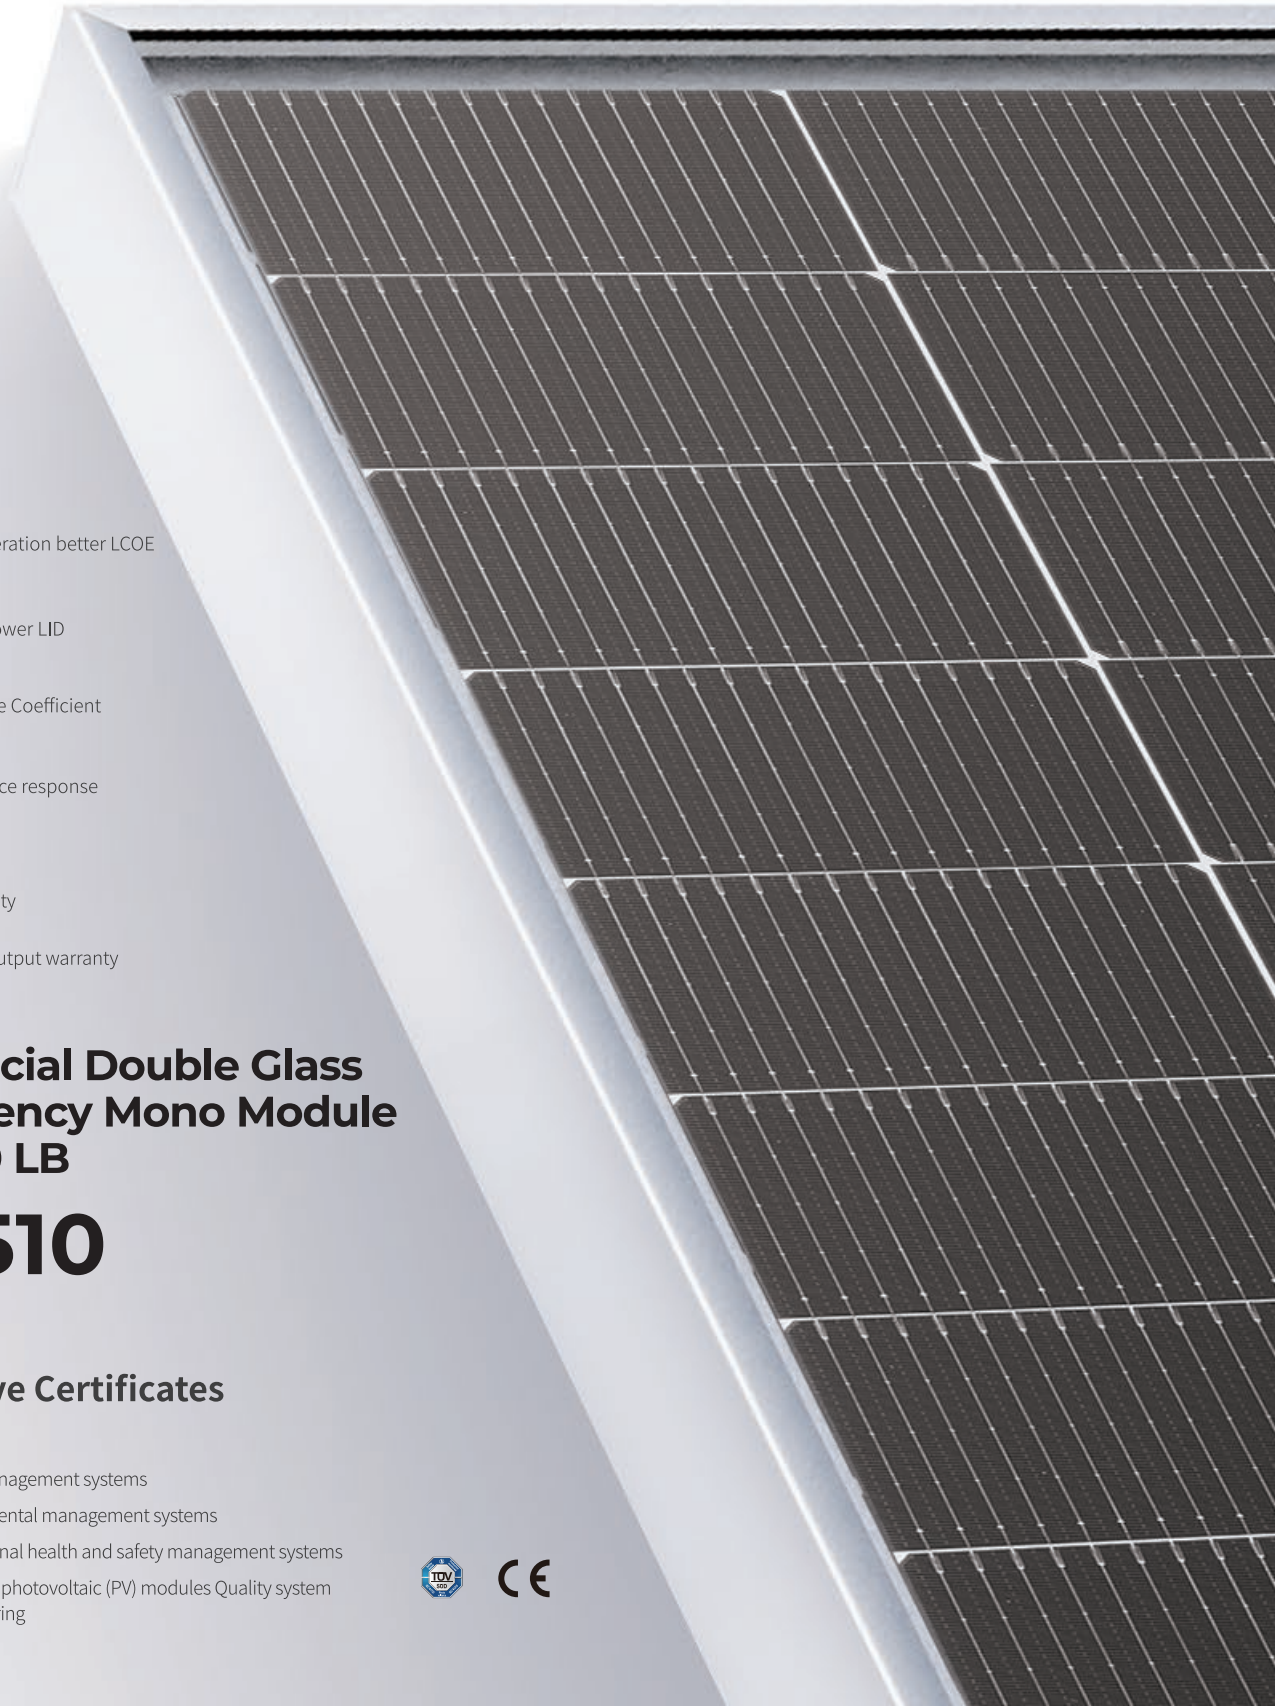 eration better LCOE
ower LID
e Coefficient
ce response
ty
utput warranty
cial Double Glass
ency Mono Module
LB
510
ve Certificates
nagement systems
ental management systems
nal health and safety management systems
photovoltaic (PV) modules Quality system
ring
TÜV
SÜD
CE